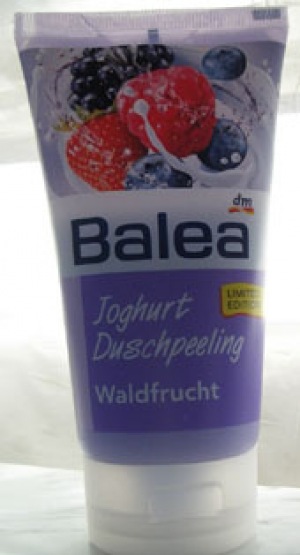 dm
Balea
LIMITED
EDITION
Joghurt
Duschpeeling
Waldfrucht